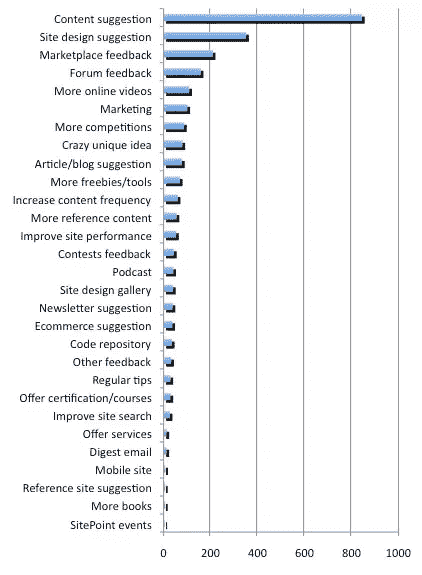 Content suggestion
Site design suggestion
Marketplace feedback
Forum feedback
More online videos
Marketing
More competitions
Crazy unique idea
Article/blog suggestion
More freebies/tools
Increase content frequency
More reference content
Improve site performance
Contests feedback
Podcast
Site design gallery
Newsletter suggestion
Ecommerce suggestion
Code repository
Other feedback
Regular tips
Offer certification/courses
Improve site search
Offer services
Digest email
Mobile site
Reference site suggestion
More books
SitePoint events
0 200 400 600 800 1000